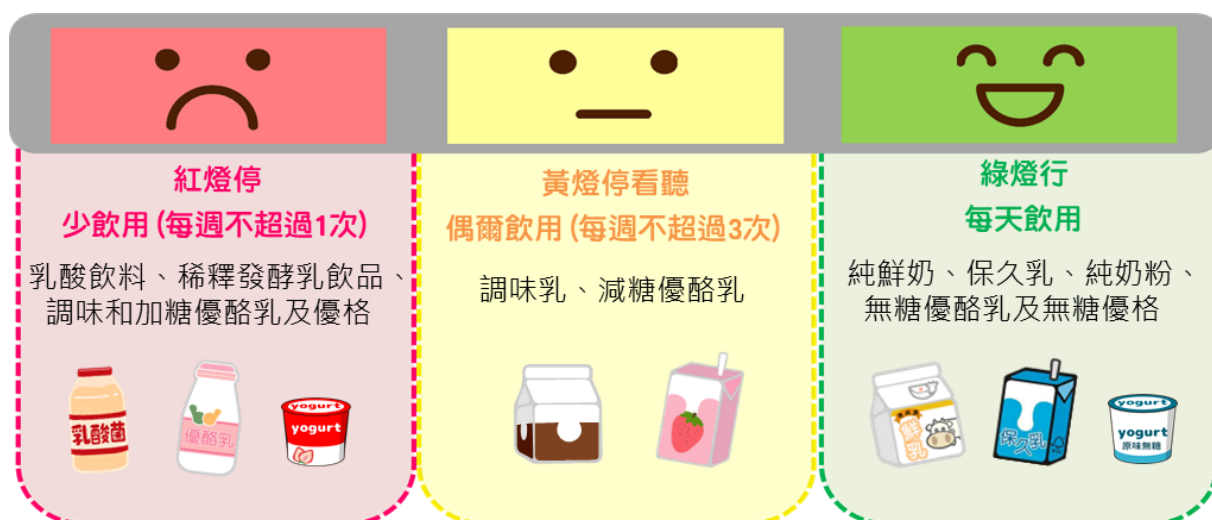 紅燈停
少飲用(每週不超過1次)
乳酸飲料、稀釋發酵乳飲品、
調味和加糖優酪乳及優格
乳酸菌
優酪乳
yogurt
yogurt
黃燈停看聽
偶爾飲用(每週不超過3次)
調味乳、減糖優酪乳
綠燈行
每天飲用
純鮮奶、保久乳、純奶粉、
無糖優酪乳及無糖優格
鮮乳
保久乳
yogurt
yogurt
原味無糖